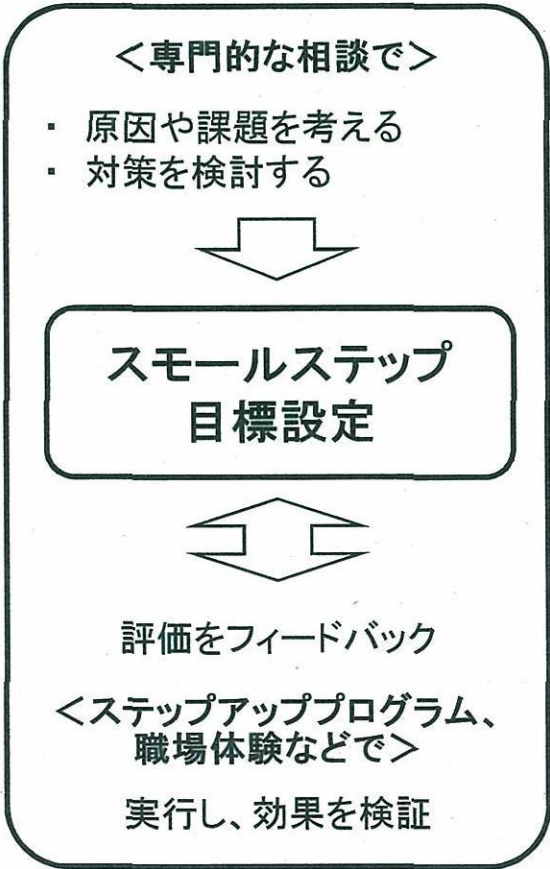 ＜専門的な相談で＞
▪ 原因や課題を考える
▪ 対策を検討する
スモールステップ
目標設定
評価をフィードバック
＜ステップアッププログラム、
職場体験などで＞
実行し、効果を検証